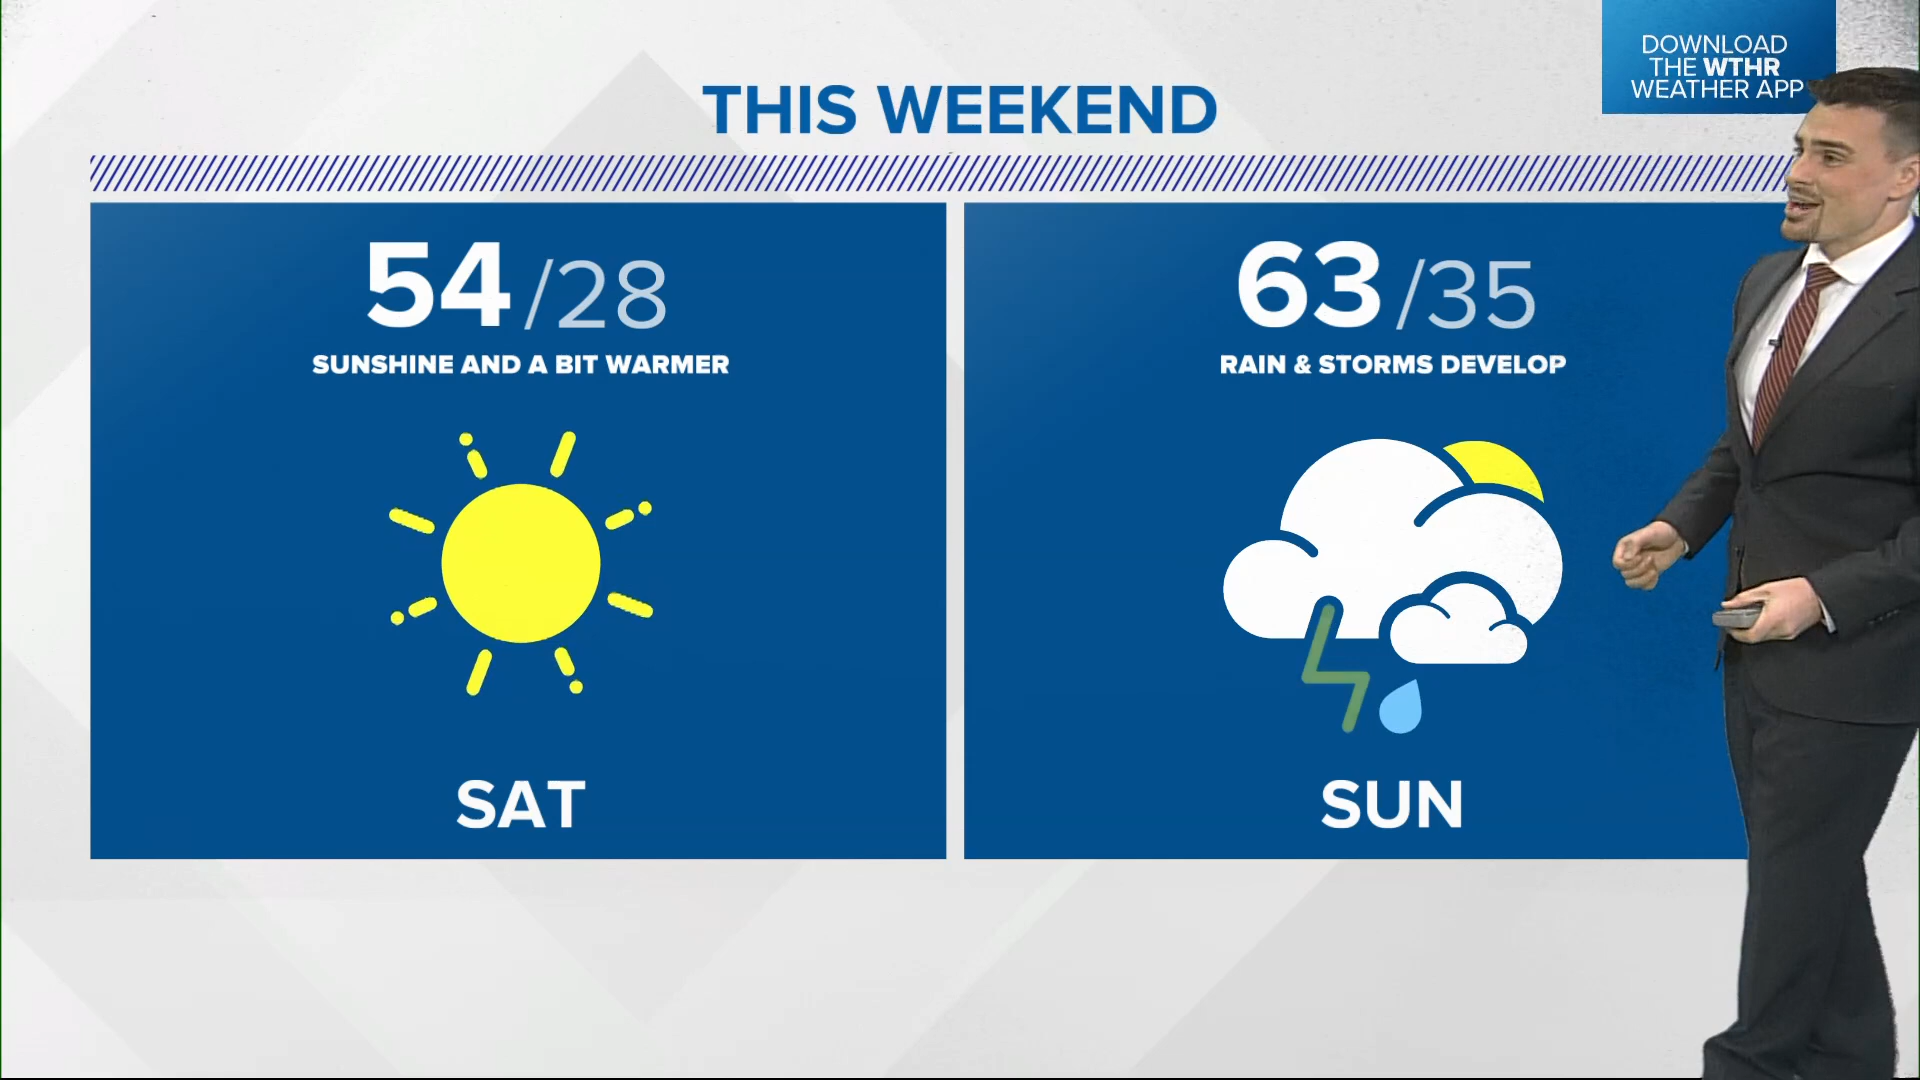 DOWNLOAD
THE WTHR
WEATHER APP
THIS WEEKEND
54/28
SUNSHINE AND A BIT WARMER
SAT
63/35
RAIN & STORMS DEVELOP
SUN